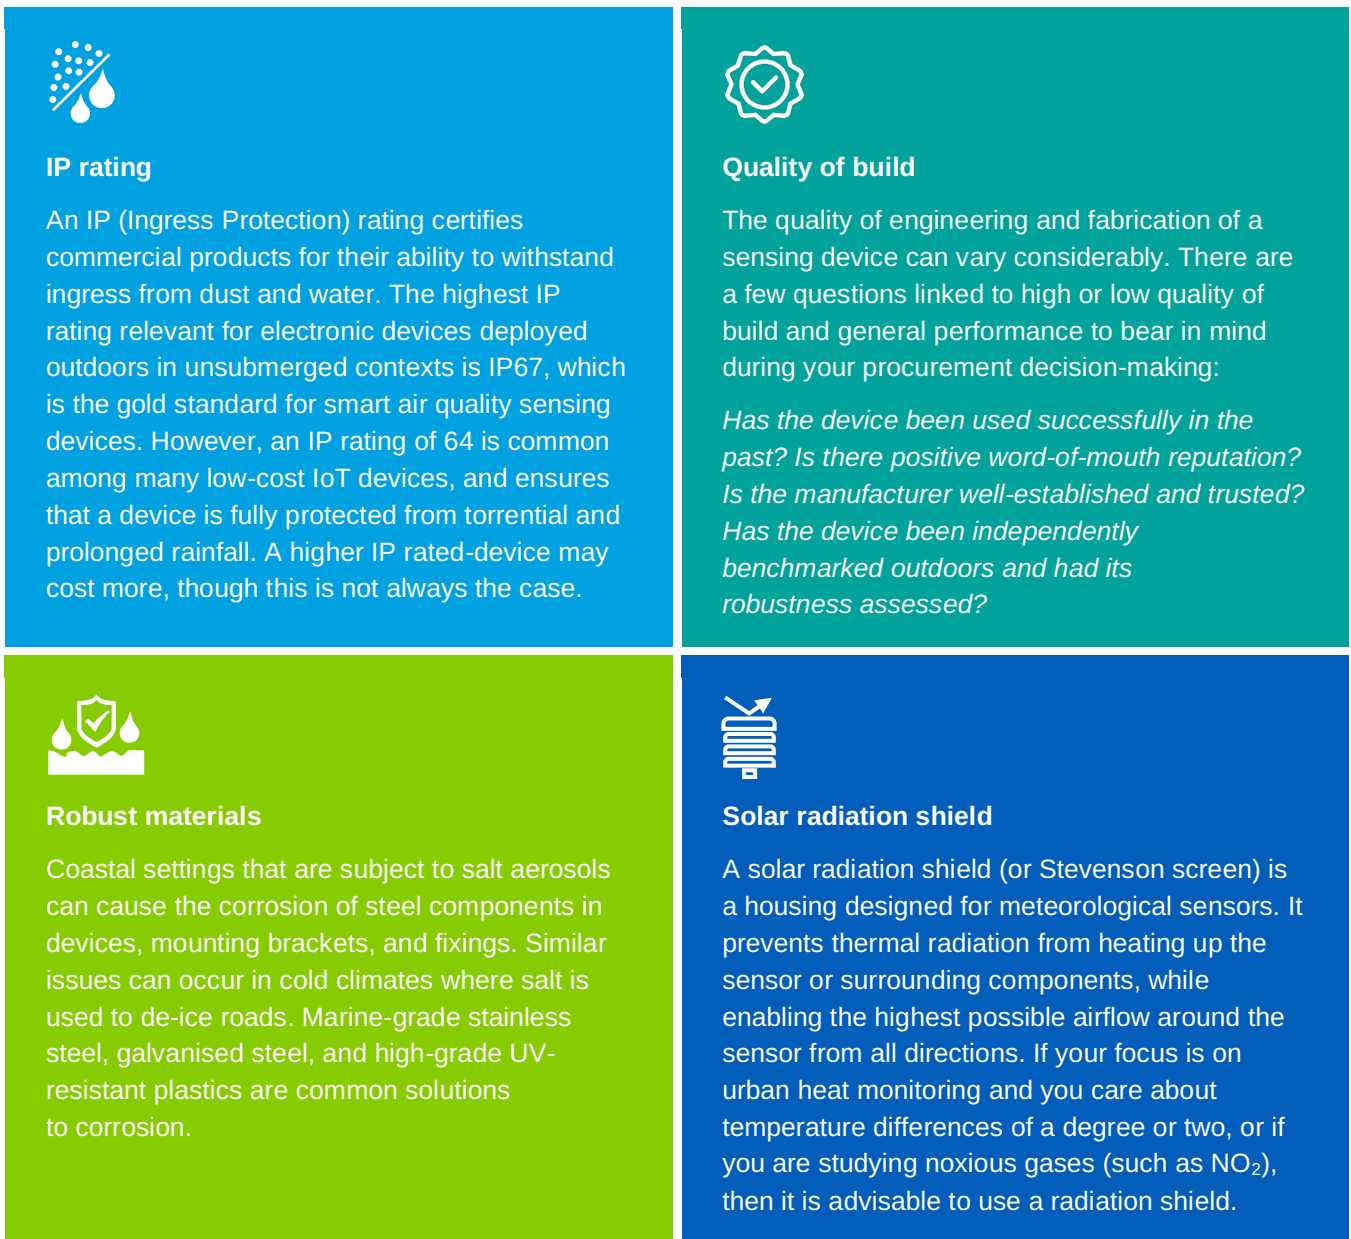 IP rating
An IP (Ingress Protection) rating certifies
commercial products for their ability to withstand
ingress from dust and water. The highest IP
rating relevant for electronic devices deployed
outdoors in unsubmerged contexts is IP67, which
is the gold standard for smart air quality sensing
devices. However, an IP rating of 64 is common
among many low-cost IoT devices, and ensures
that a device is fully protected from torrential and
prolonged rainfall. A higher IP rated-device may
cost more, though this is not always the case.
Quality of build
The quality of engineering and fabrication of a
sensing device can vary considerably. There are
a few questions linked to high or low quality of
build and general performance to bear in mind
during your procurement decision-making:
Has the device been used successfully in the
past? Is there positive word-of-mouth reputation?
Is the manufacturer well-established and trusted?
Has the device been independently
benchmarked outdoors and had its
robustness assessed?
Robust materials
Coastal settings that are subject to salt aerosols
can cause the corrosion of steel components in
devices, mounting brackets, and fixings. Similar
issues can occur in cold climates where salt is
used to de-ice roads. Marine-grade stainless
steel, galvanised steel, and high-grade UV-
resistant plastics are common solutions
to corrosion.
Solar radiation shield
A solar radiation shield (or Stevenson screen) is
a housing designed for meteorological sensors. It
prevents thermal radiation from heating up the
sensor or surrounding components, while
enabling the highest possible airflow around the
sensor from all directions. If your focus is on
urban heat monitoring and you care about
temperature differences of a degree or two, or if
you are studying noxious gases (such as NO₂),
then it is advisable to use a radiation shield.